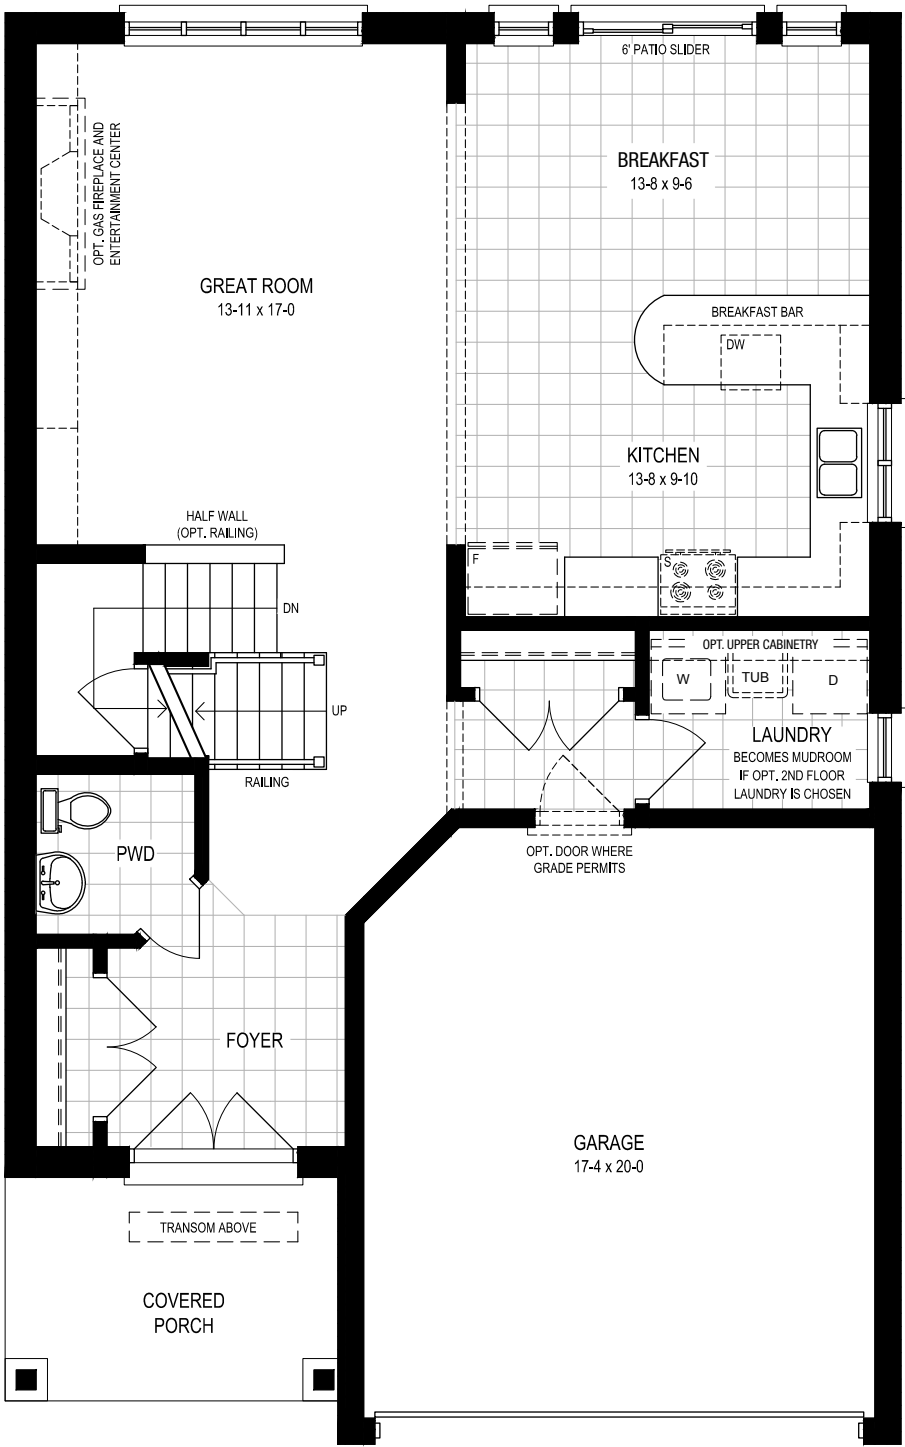 6' PATIO SLIDER
OPT. GAS FIREPLACE AND
ENTERTAINMENT CENTER
BREAKFAST
13-8 x 9-6
GREAT ROOM
13-11 x 17-0
BREAKFAST BAR
DW
KITCHEN
13-8 x 9-10
HALF WALL
(OPT. RAILING)
F
S
DN
OPT. UPPER CABINETRY
W
TUB
D
UP
LAUNDRY
BECOMES MUDROOM
IF OPT. 2ND FLOOR
LAUNDRY IS CHOSEN
RAILING
PWD
OPT. DOOR WHERE
GRADE PERMITS
FOYER
GARAGE
17-4 x 20-0
TRANSOM ABOVE
COVERED
PORCH